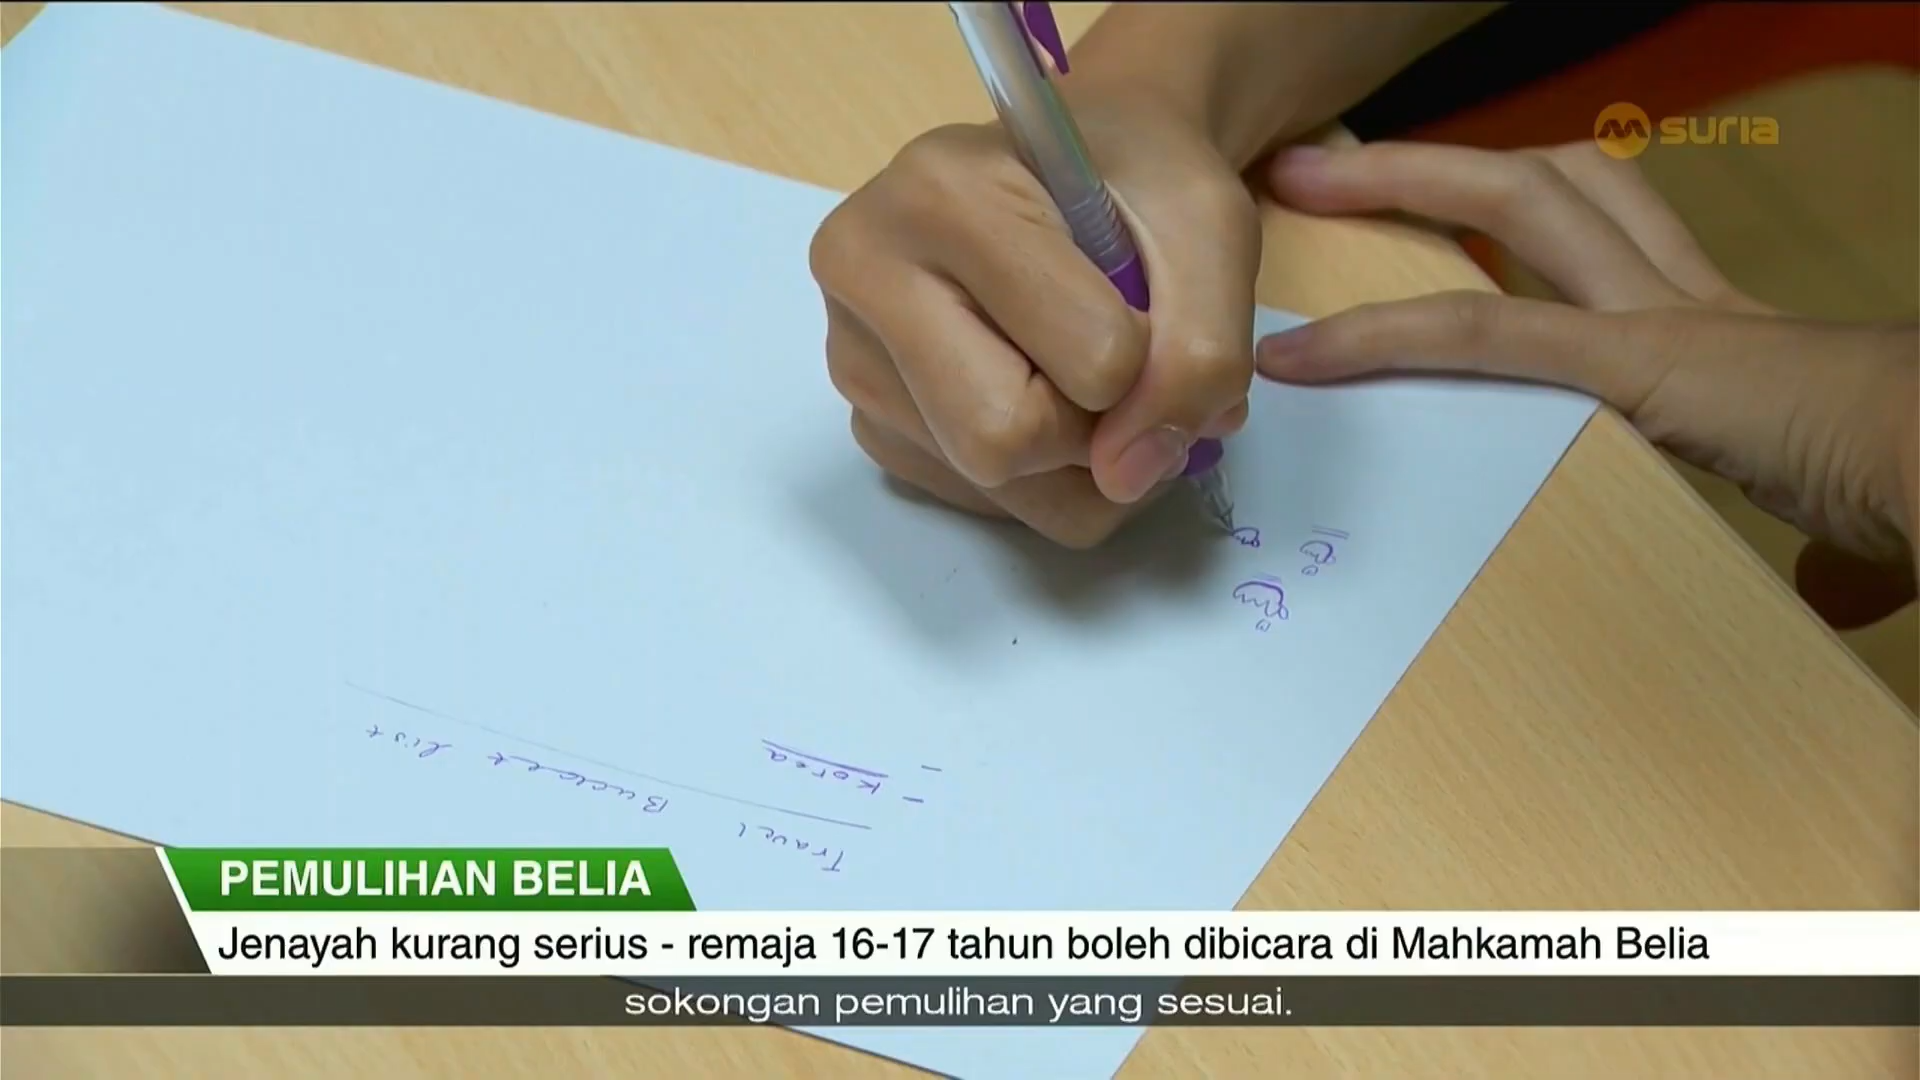 suria
Travel Bucket list
- Korea
-
PEMULIHAN BELIA
Jenayah kurang serius - remaja 16-17 tahun boleh dibicara di Mahkamah Belia
sokongan pemulihan yang sesuai.